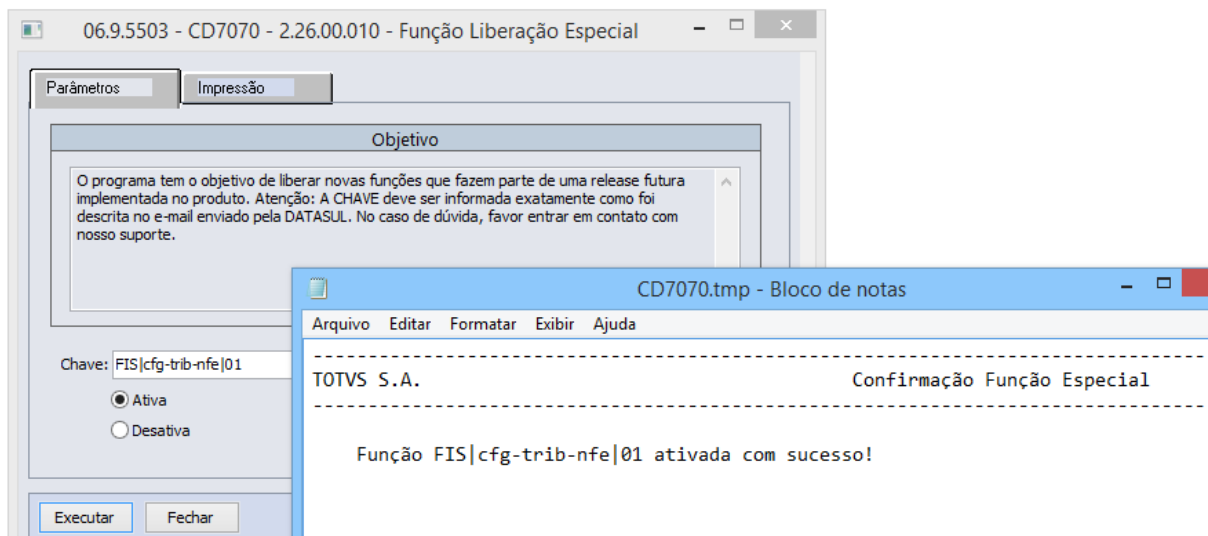 06.9.5503 - CD7070 - 2.26.00.010 - Função Liberação Especial
Parâmetros
Impressão
Objetivo
O programa tem o objetivo de liberar novas funções que fazem parte de uma release futura
implementada no produto. Atenção: A CHAVE deve ser informada exatamente como foi
descrita no e-mail enviado pela DATASUL. No caso de dúvida, favor entrar em contato com
nosso suporte.
Chave: FIS|cfg-trib-nfe|01
Ativa
Desativa
Executar
Fechar
CD7070.tmp - Bloco de notas
Arquivo Editar Formatar Exibir Ajuda
--------------------------------------------------------------------------------
TOTVS S.A. Confirmação Função Especial
--------------------------------------------------------------------------------
Função FIS|cfg-trib-nfe|01 ativada com sucesso!